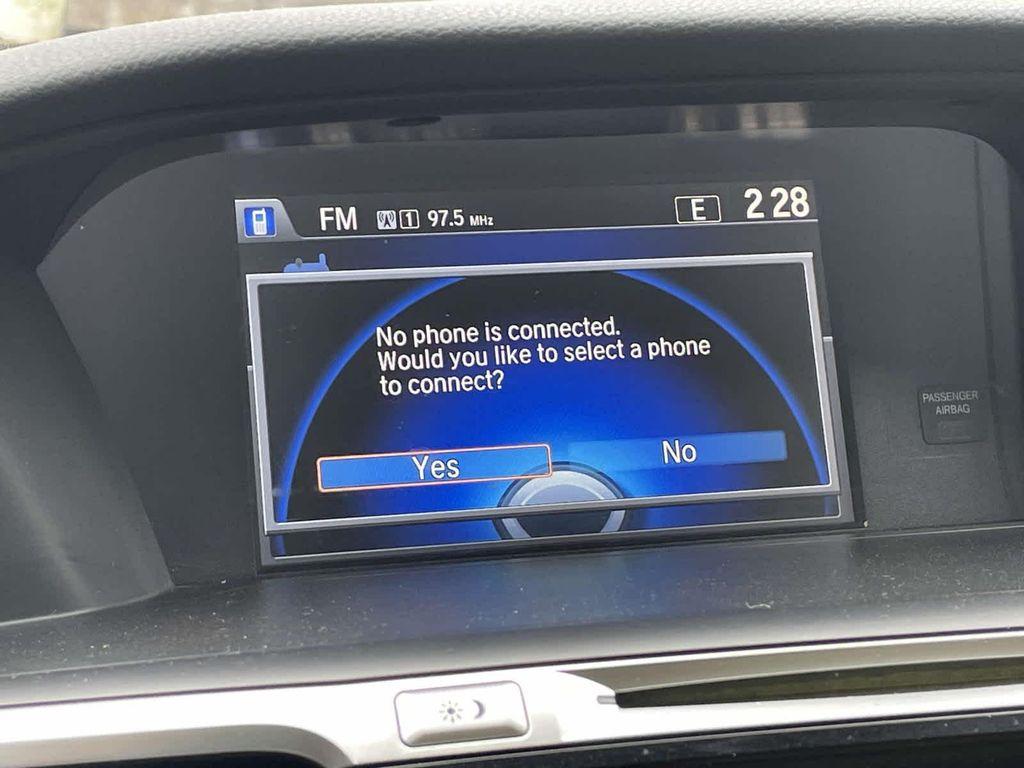 FM 1 97.5 MHz E 2 28
No phone is connected.
Would you like to select a phone
to connect?
Yes No
PASSENGER
AIRBAG